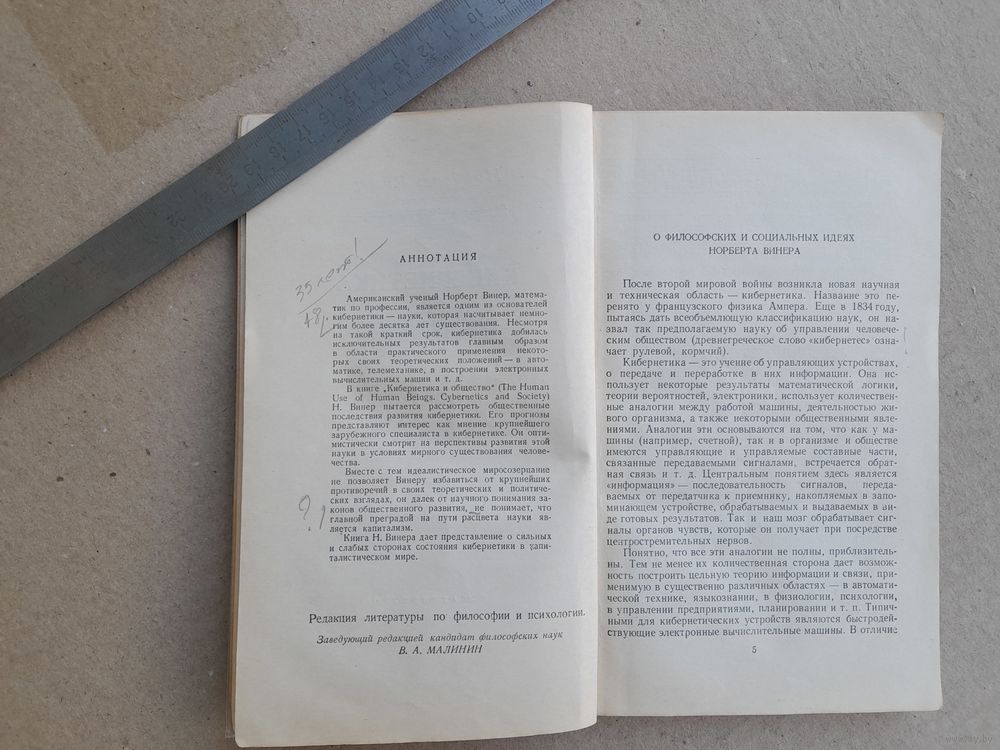 АННОТАЦИЯ
35 лет!
48
Американский ученый Норберт Винер, матема-
тик по профессии, является одним из основателей
кибернетики — науки, которая насчитывает немно-
гим более десятка лет существования. Несмотря
на такой краткий срок, кибернетика добилась
исключительных результатов главным образом
в области практического применения некото-
рых своих теоретических положений — в авто-
матике, телемеханике, в построении электронных
вычислительных машин и т. д.
В книге „Кибернетика и общество“ (The Human
Use of Human Beings. Cybernetics and Society)
Н. Винер пытается рассмотреть общественные
последствия развития кибернетики. Его прогнозы
представляют интерес как мнение крупнейшего
зарубежного специалиста в кибернетике. Он опти-
мистически смотрит на перспективы развития этой
науки в условиях мирного существования челове-
чества.
Вместе с тем идеалистическое миросозерцание
не позволяет Винеру избавиться от крупнейших
противоречий в своих теоретических и политиче-
ских взглядах, он далек от научного понимания за-
конов общественного развития, не понимает, что
главной преградой на пути расцвета науки яв-
ляется капитализм.
?
Книга Н. Винера дает представление о сильных
и слабых сторонах состояния кибернетики в капи-
талистическом мире.
Редакция литературы по философии и психологии.
Заведующий редакцией кандидат философских наук
В. А. МАЛИНИН
О ФИЛОСОФСКИХ И СОЦИАЛЬНЫХ ИДЕЯХ
НОРБЕРТА ВИНЕРА
После второй мировой войны возникла новая научная
и техническая область — кибернетика. Название это пе-
ренято у французского физика Ампера. Еще в 1834 году,
пытаясь дать всеобъемлющую классификацию наук, он на-
звал так предполагаемую науку об управлении человече-
ским обществом (древнегреческое слово «кибернетес» озна-
чает рулевой, кормчий).
Кибернетика — это учение об управляющих устройствах,
о передаче и переработке в них информации. Она ис-
пользует некоторые результаты математической логики,
теории вероятностей, электроники, использует количествен-
ные аналогии между работой машины, деятельностью жи-
вого организма, а также некоторыми общественными явле-
ниями. Аналогии эти основываются на том, что как у ма-
шины (например, счетной), так и в организме и обществе
имеются управляющие и управляемые составные части,
связанные передаваемыми сигналами, встречается обрат-
ная связь и т. д. Центральным понятием здесь является
«информация» — последовательность сигналов, переда-
ваемых от передатчика к приемнику, накопляемых в запо-
минающем устройстве, обрабатываемых и выдаваемых в ви-
де готовых результатов. Так и наш мозг обрабатывает сиг-
налы органов чувств, которые он получает при посредстве
центростремительных нервов.
Понятно, что все эти аналогии не полны, приблизитель-
ны. Тем не менее их количественная сторона дает возмож-
ность построить цельную теорию информации и связи, при-
менимую в существенно различных областях — в автомати-
ческой технике, языкознании, в физиологии, психологии,
в управлении предприятиями, планировании и т. п. Типич-
ными для кибернетических устройств являются быстродей-
ствующие электронные вычислительные машины. В отличие
5